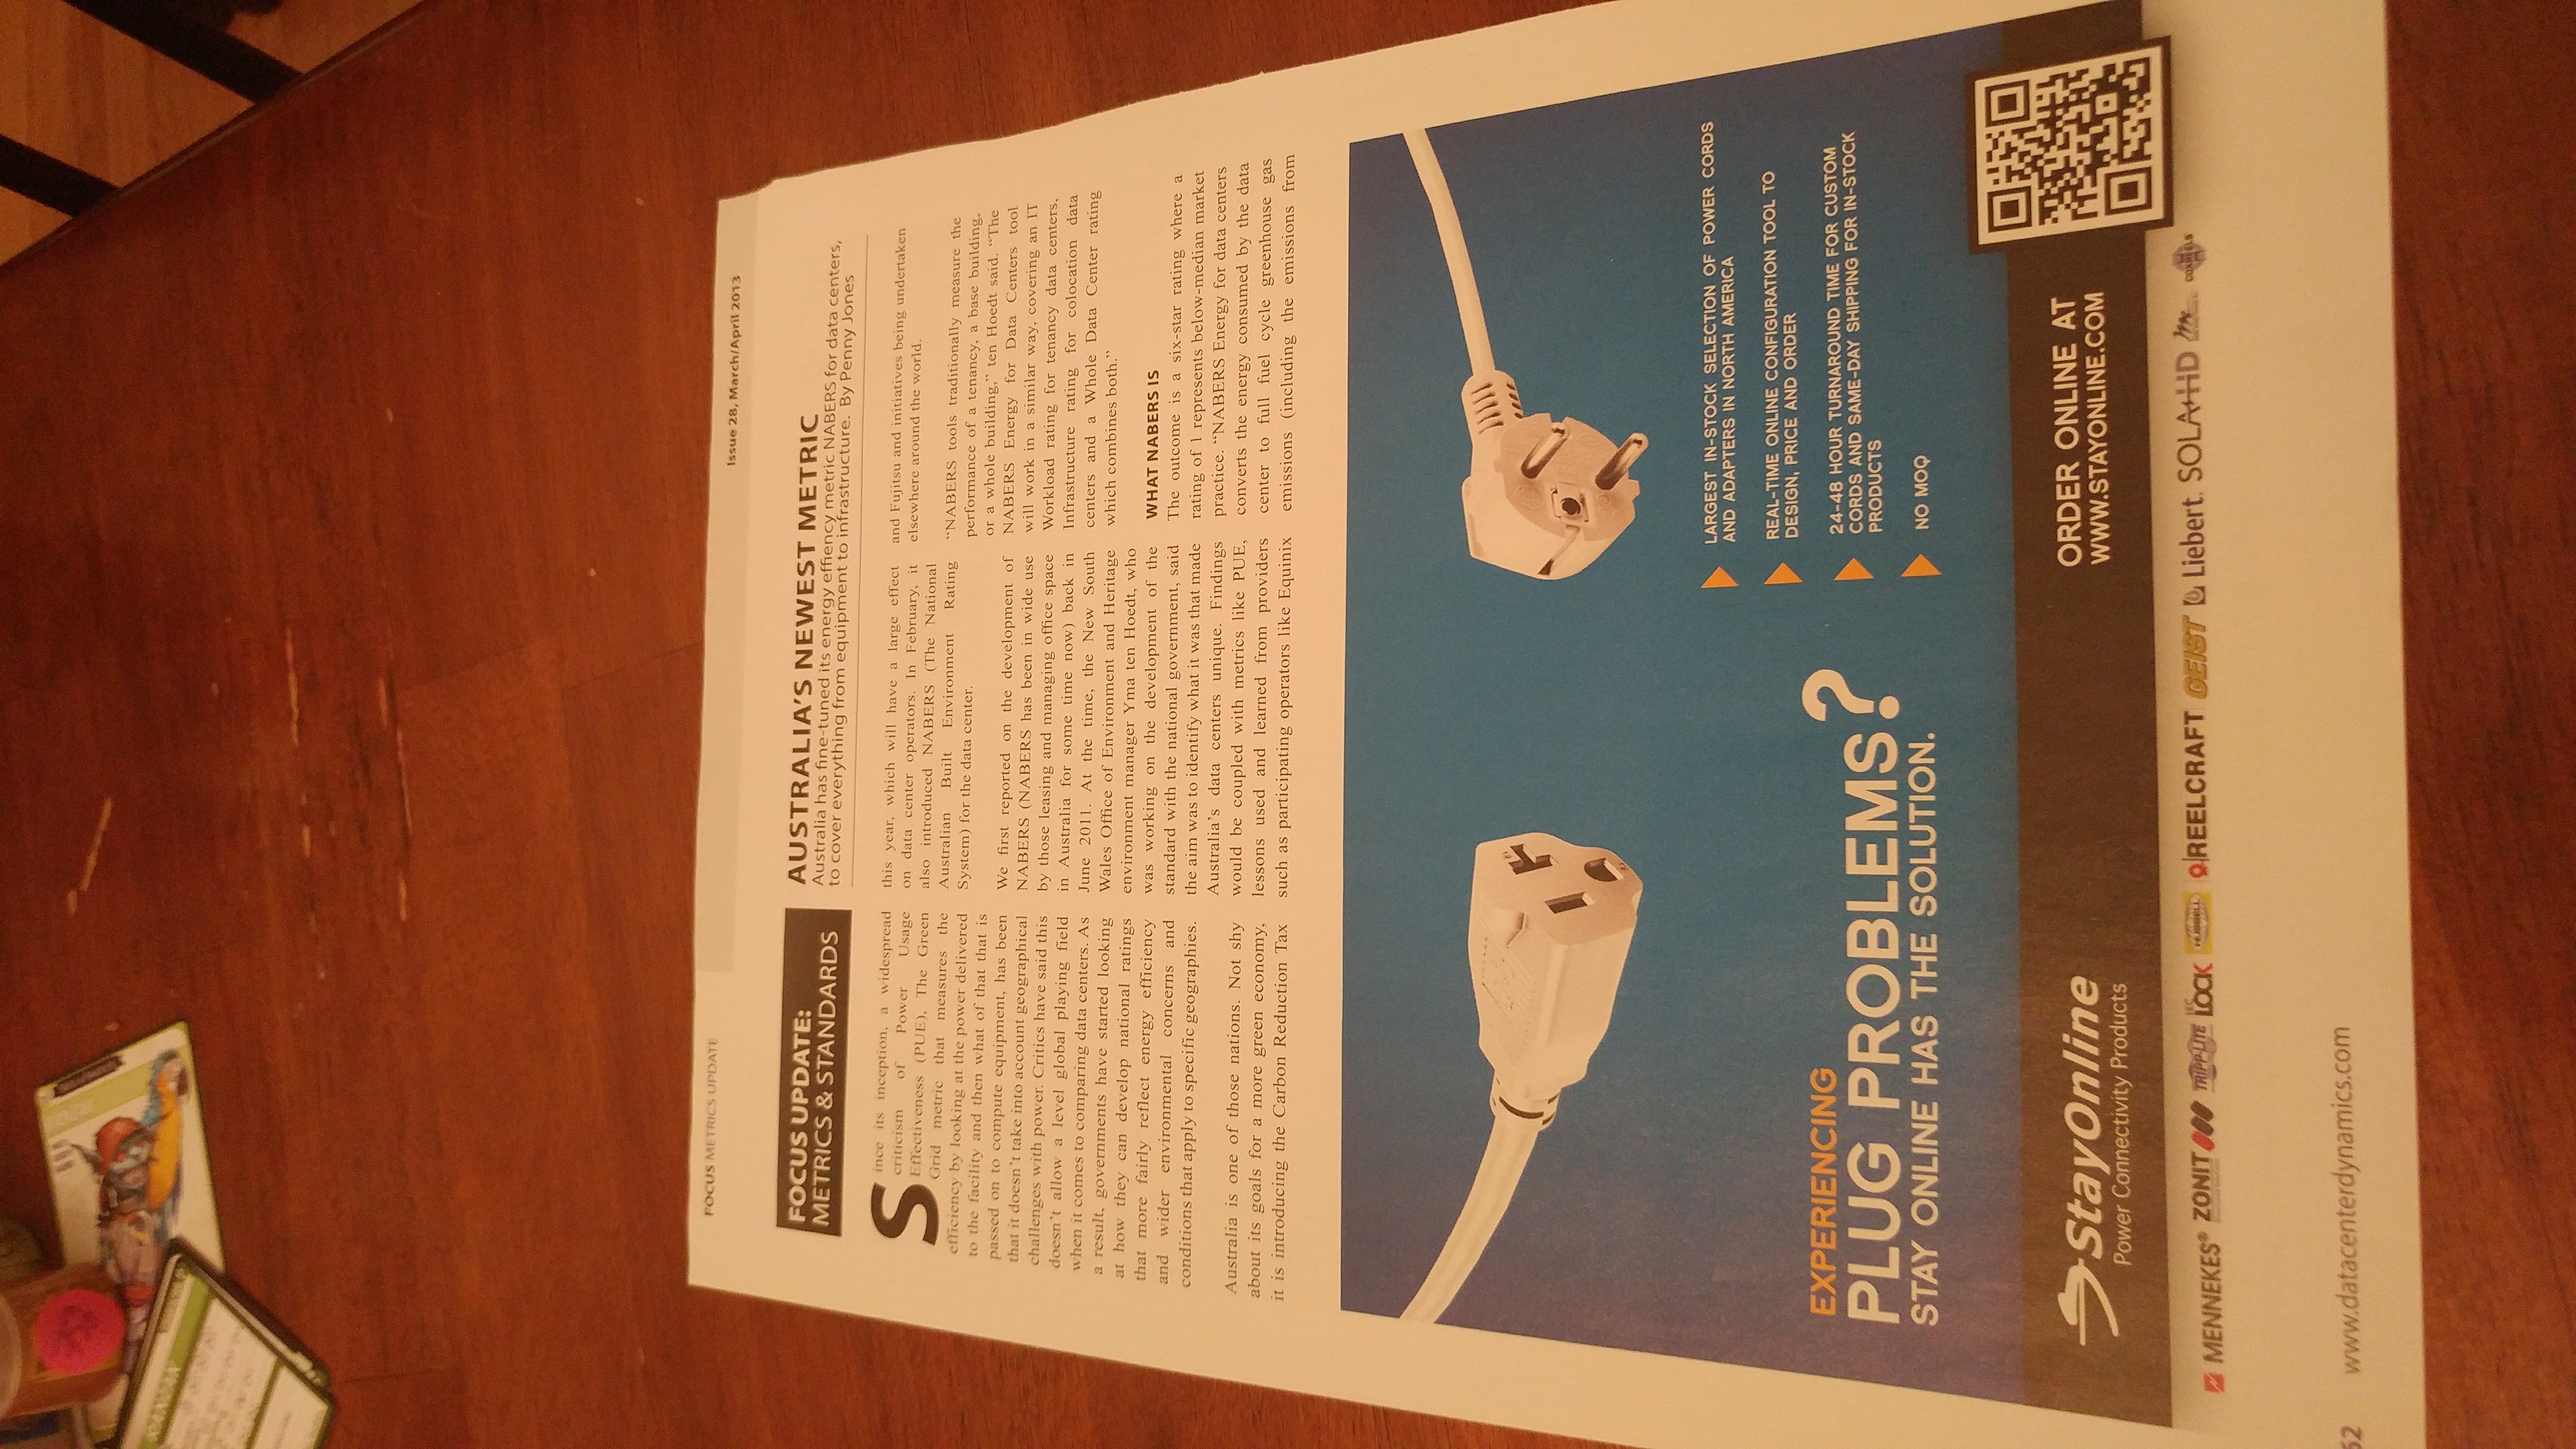 FOCUS METRICS UPDATE
Issue 28, March/April 2013
FOCUS UPDATE:
METRICS & STANDARDS
AUSTRALIA'S NEWEST METRIC
Australia has fine-tuned its energy effiency metric NABERS for data centers,
to cover everything from equipment to infrastructure. By Penny Jones
Since its inception, a widespread
criticism of Power Usage
Effectiveness (PUE), The Green
Grid metric that measures the
efficiency by looking at the power delivered
to the facility and then what of that that is
passed on to compute equipment, has been
that it doesn't take into account geographical
challenges with power. Critics have said this
doesn't allow a level global playing field
when it comes to comparing data centers. As
a result, governments have started looking
at how they can develop national ratings
that more fairly reflect energy efficiency
and wider environmental concerns and
conditions that apply to specific geographies.
Australia is one of those nations. Not shy
about its goals for a more green economy,
it is introducing the Carbon Reduction Tax
this year, which will have a large effect
on data center operators. In February, it
also introduced NABERS (The National
Australian Built Environment Rating
System) for the data center.
We first reported on the development of
NABERS (NABERS has been in wide use
by those leasing and managing office space
in Australia for some time now) back in
June 2011. At the time, the New South
Wales Office of Environment and Heritage
environment manager Yma ten Hoedt, who
was working on the development of the
standard with the national government, said
the aim was to identify what it was that made
Australia's data centers unique. Findings
would be coupled with metrics like PUE,
lessons used and learned from providers
such as participating operators like Equinix
and Fujitsu and initiatives being undertaken
elsewhere around the world.
"NABERS tools traditionally measure the
performance of a tenancy, a base building,
or a whole building," ten Hoedt said. "The
NABERS Energy for Data Centers tool
will work in a similar way, covering an IT
Workload rating for tenancy data centers,
Infrastructure rating for colocation data
centers and a Whole Data Center rating
which combines both."
WHAT NABERS IS
The outcome is a six-star rating where a
rating of 1 represents below-median market
practice. "NABERS Energy for data centers
converts the energy consumed by the data
center to full fuel cycle greenhouse gas
emissions (including the emissions from
EXPERIENCING
PLUG PROBLEMS?
STAY ONLINE HAS THE SOLUTION.
LARGEST IN-STOCK SELECTION OF POWER CORDS
AND ADAPTERS IN NORTH AMERICA
REAL-TIME ONLINE CONFIGURATION TOOL TO
DESIGN, PRICE AND ORDER
24-48 HOUR TURNAROUND TIME FOR CUSTOM
CORDS AND SAME-DAY SHIPPING FOR IN-STOCK
PRODUCTS
NO MOQ
StayOnline
Power Connectivity Products
ORDER ONLINE AT
WWW.STAYONLINE.COM
MENNEKES® ZONIT TRIPP-LITE IEC LOCK HUBBELL REELCRAFT GEIST Liebert. SOLA HD COXREELS
62 www.datacenterdynamics.com